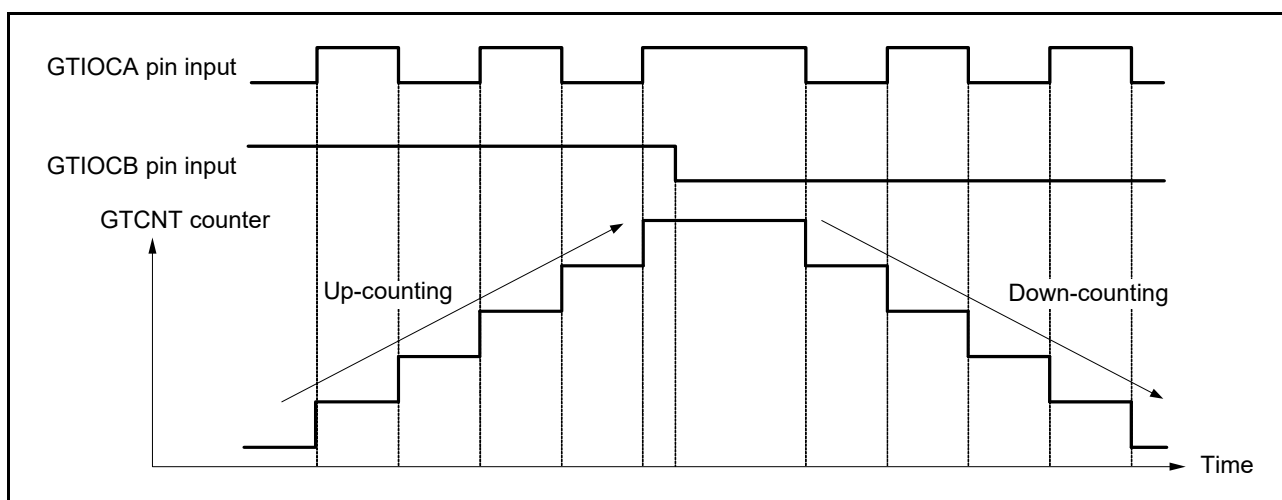 GTIOCA pin input
GTIOCB pin input
GTCNT counter
Up-counting
Down-counting
Time